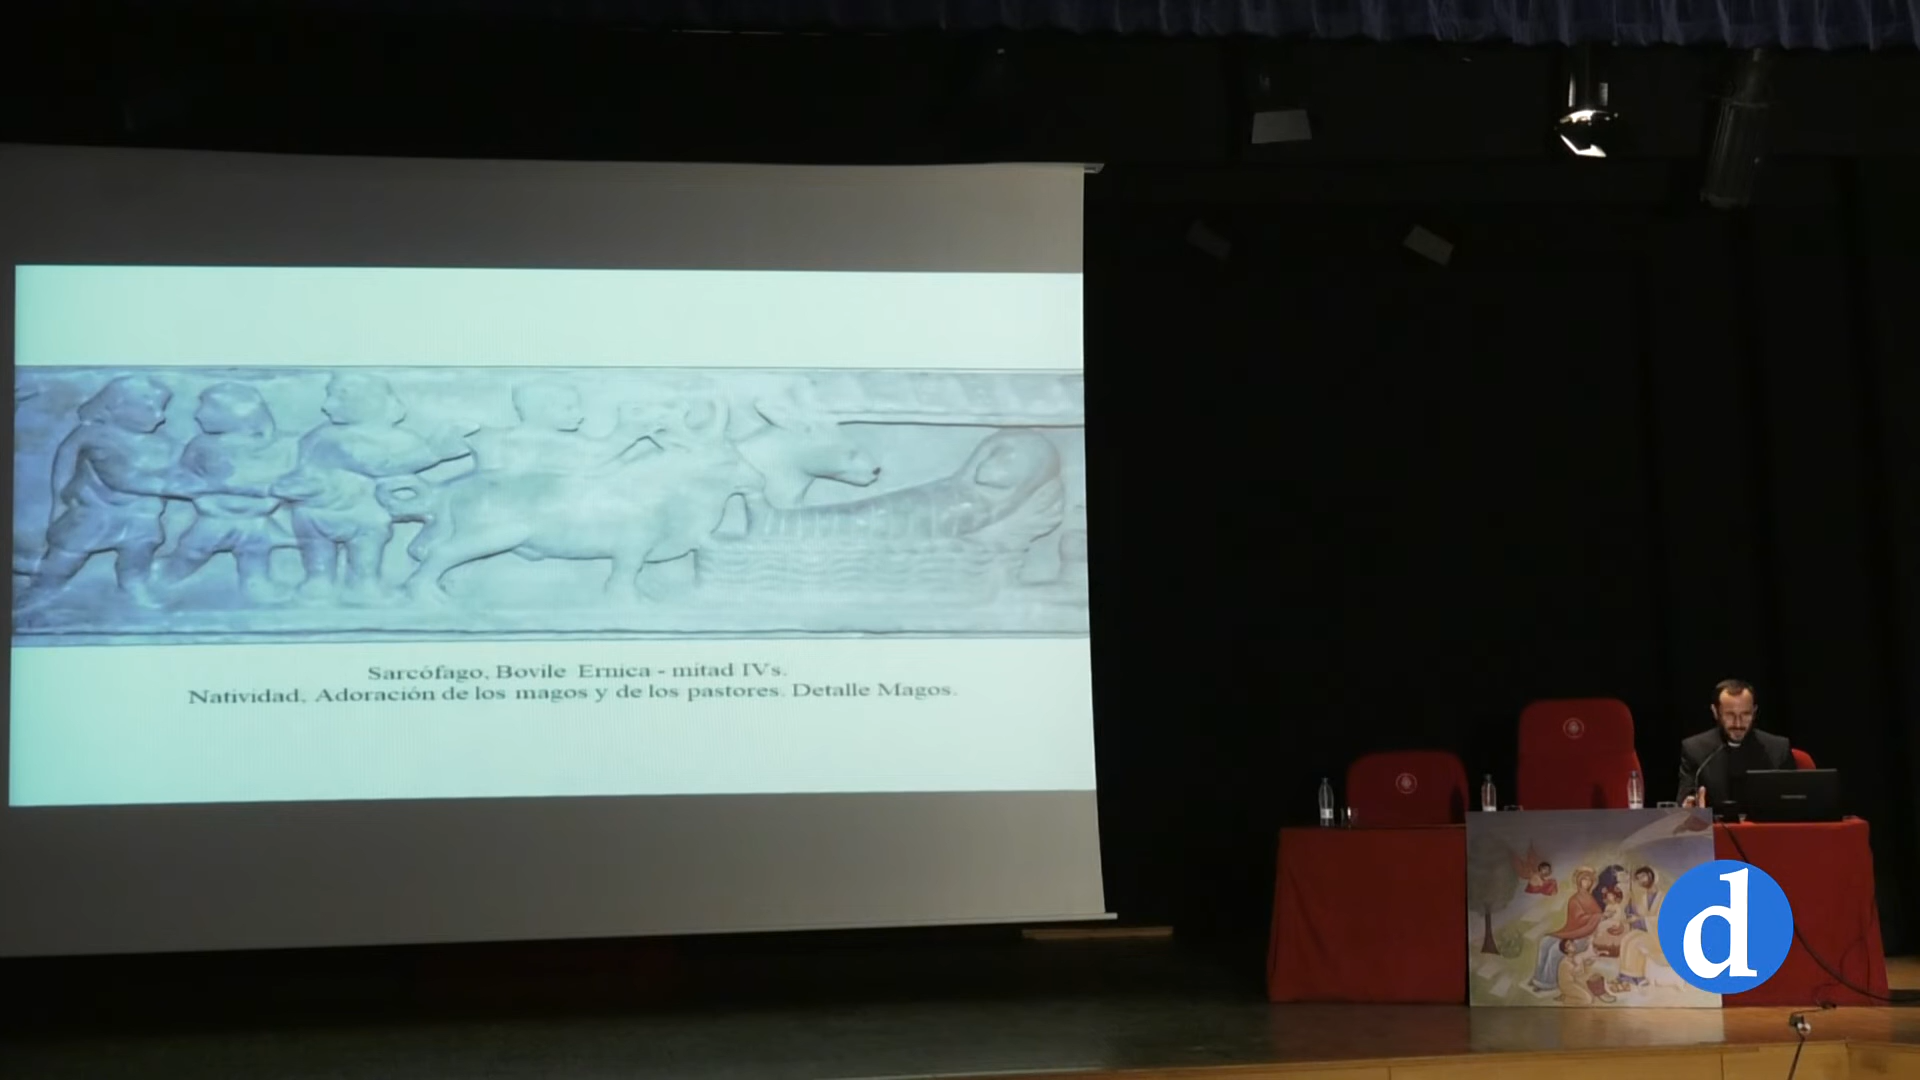 Sarcófago, Bovile Ernica - mitad IVs.
Natividad, Adoración de los magos y de los pastores. Detalle Magos.
d